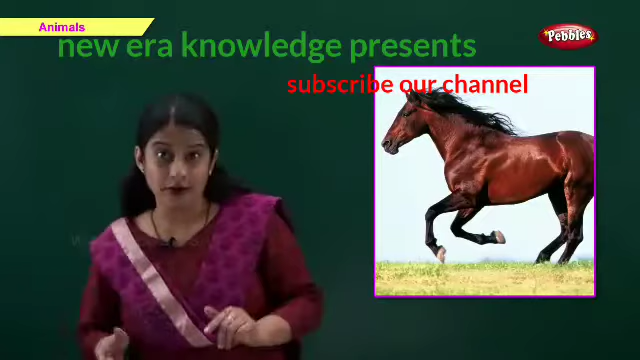 Animals
Pebbles
new era knowledge presents
subscribe our channel